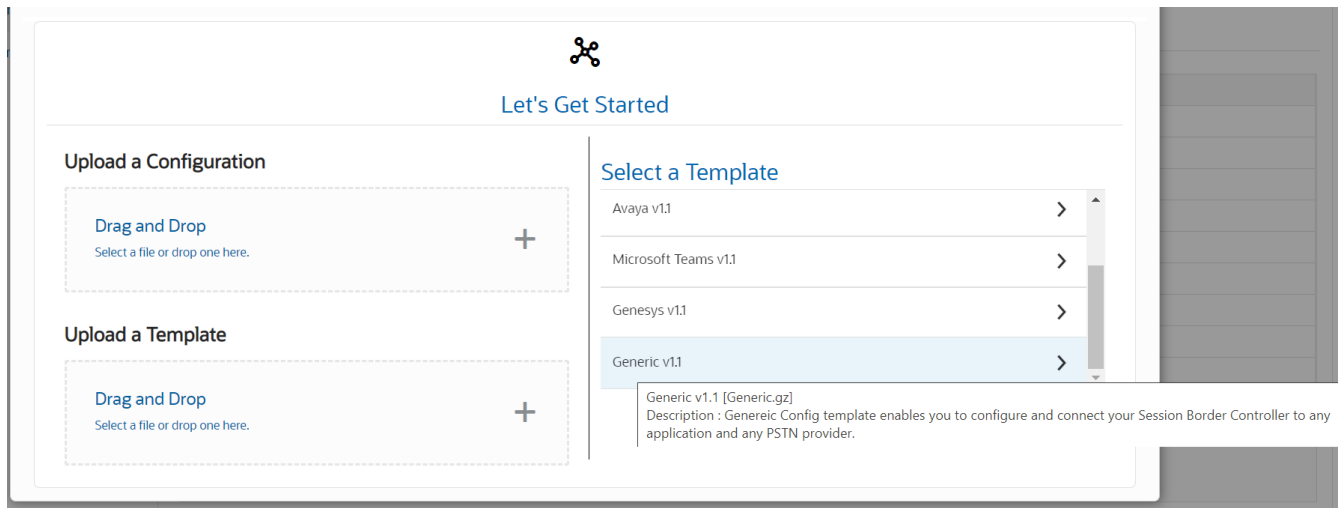 Let's Get Started
Upload a Configuration
Drag and Drop
Select a file or drop one here.
Upload a Template
Drag and Drop
Select a file or drop one here.
Select a Template
Avaya v1.1
Microsoft Teams v1.1
Genesys v1.1
Generic v1.1
Generic v1.1 [Generic.gz]
Description : Genereic Config template enables you to configure and connect your Session Border Controller to any
application and any PSTN provider.